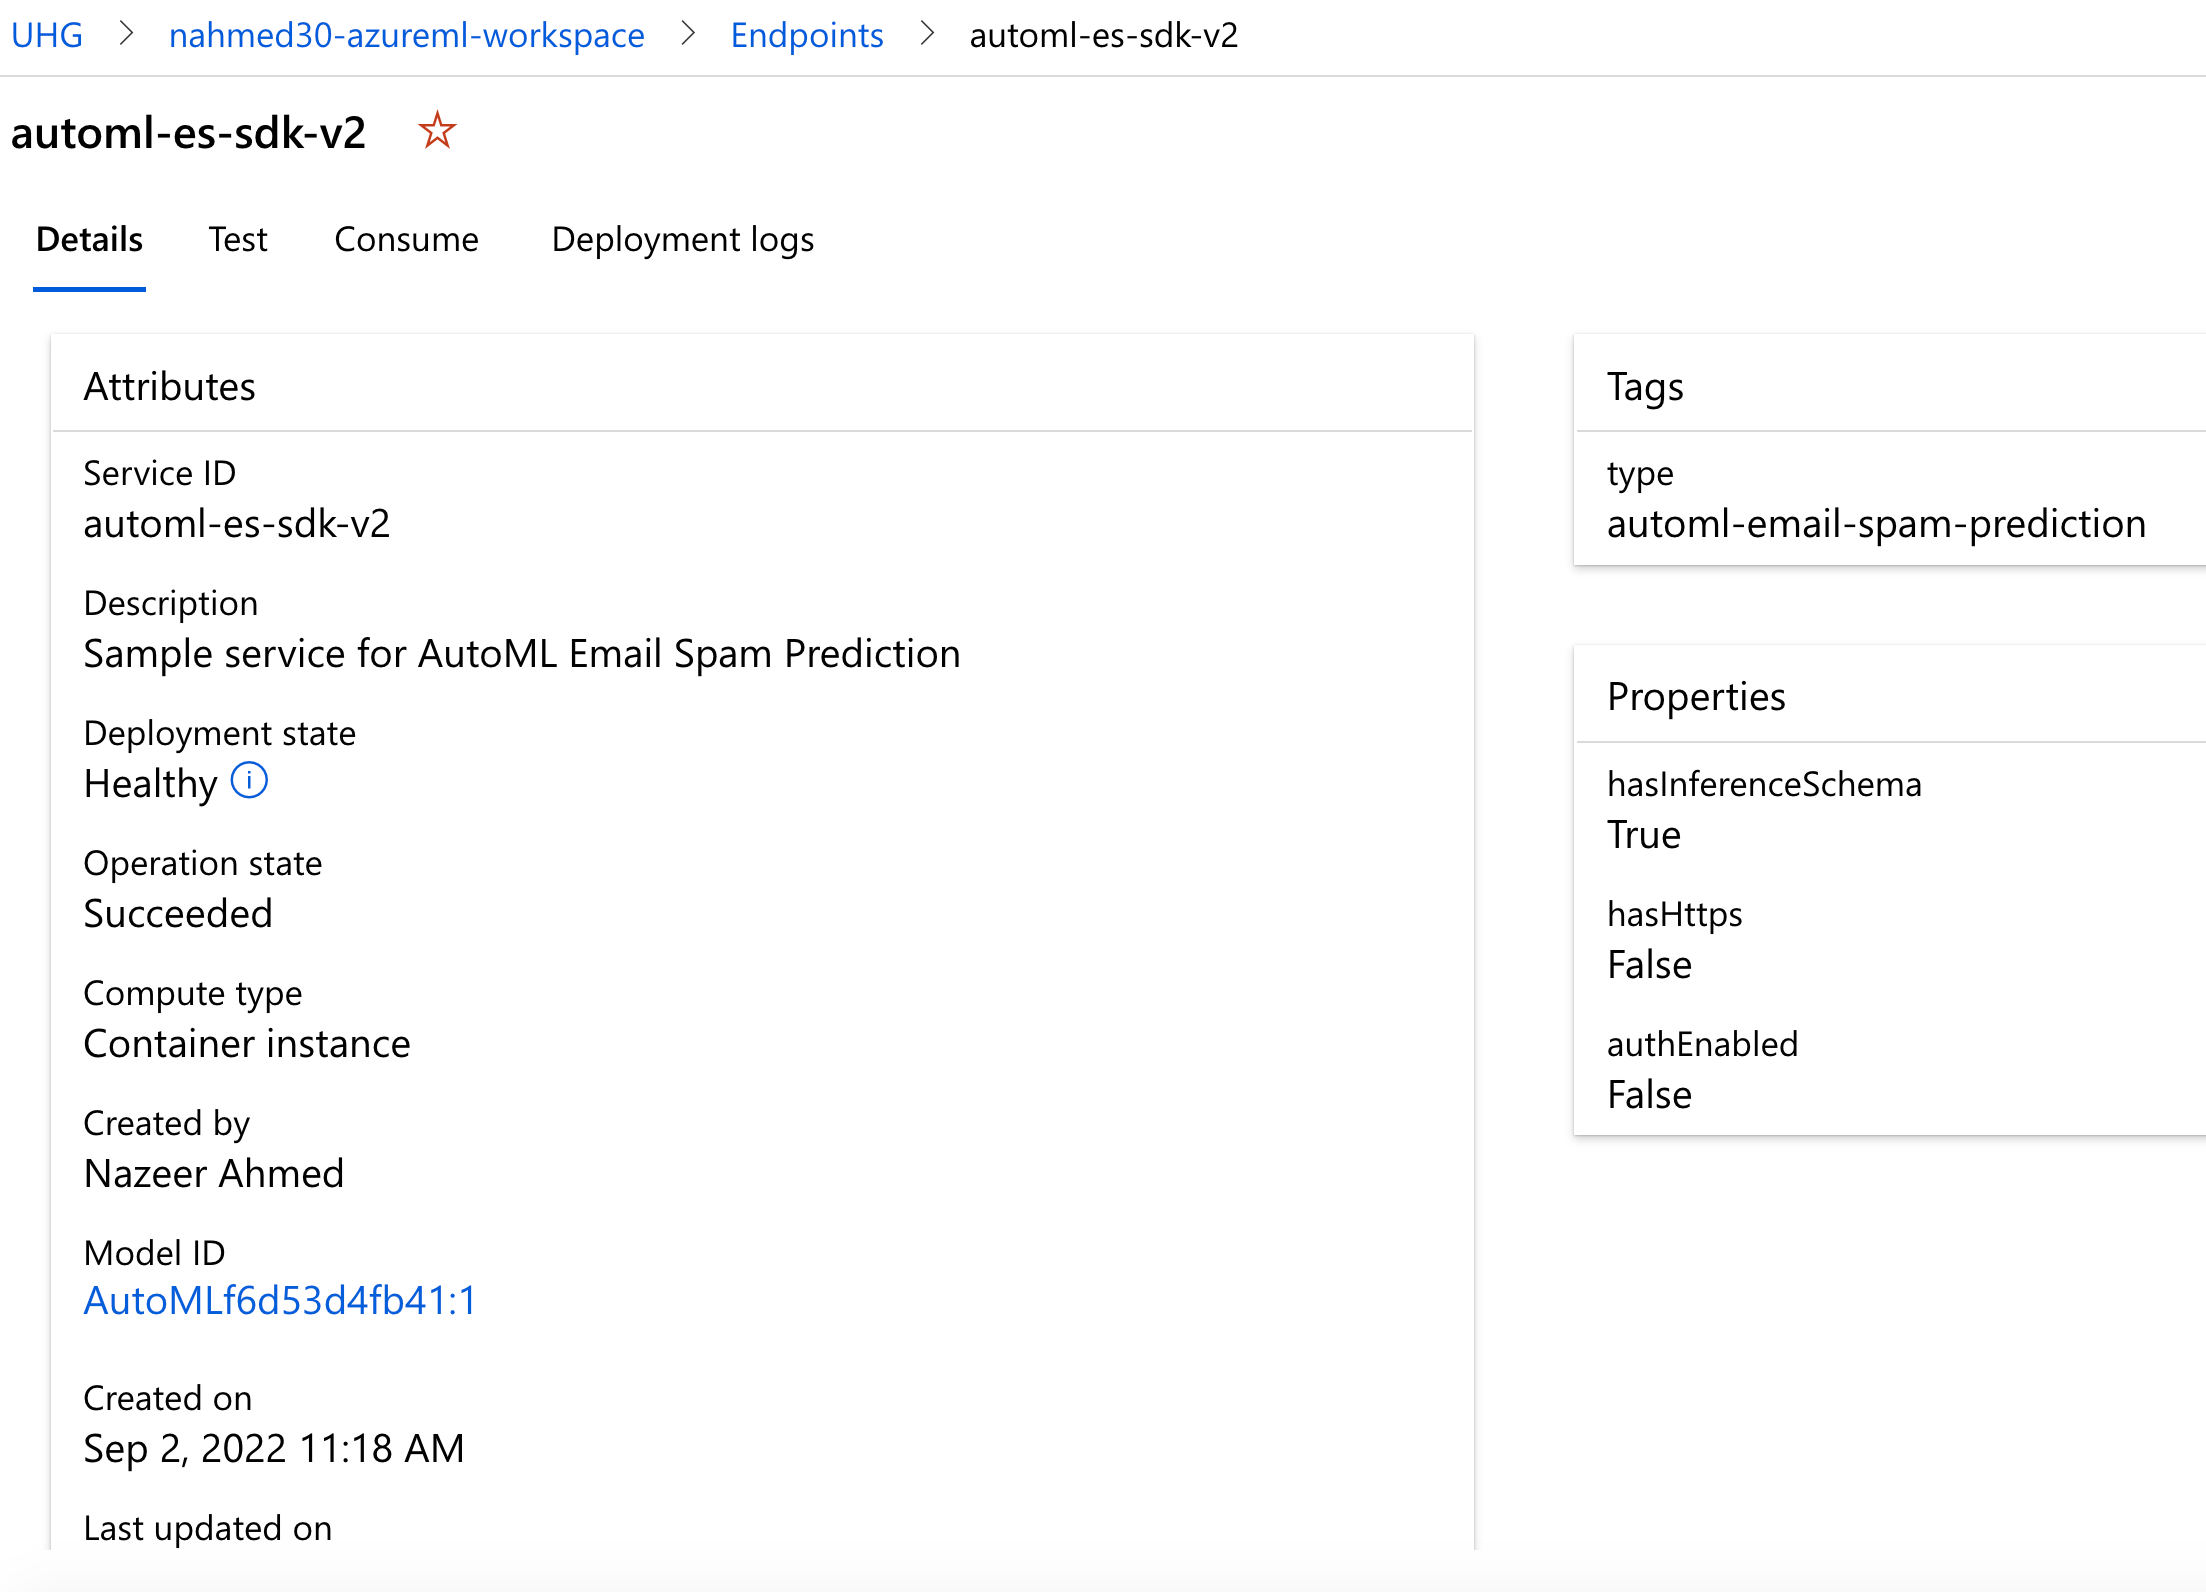 UHG > nahmed30-azureml-workspace > Endpoints > automl-es-sdk-v2
automl-es-sdk-v2
Details Test Consume Deployment logs
Attributes
Service ID
automl-es-sdk-v2
Description
Sample service for AutoML Email Spam Prediction
Deployment state
Healthy
Operation state
Succeeded
Compute type
Container instance
Created by
Nazeer Ahmed
Model ID
AutoMLf6d53d4fb41:1
Created on
Sep 2, 2022 11:18 AM
Last updated on
Tags
type
automl-email-spam-prediction
Properties
hasInferenceSchema
True
hasHttps
False
authEnabled
False